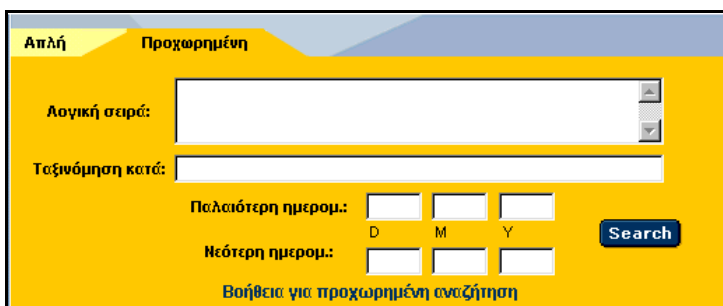 Απλή Προχωρημένη
Λογική σειρά:
Ταξινόμηση κατά:
Παλαιότερη ημερομ.:
D M Y
Search
Νεότερη ημερομ.:
Βοήθεια για προχωρημένη αναζήτηση